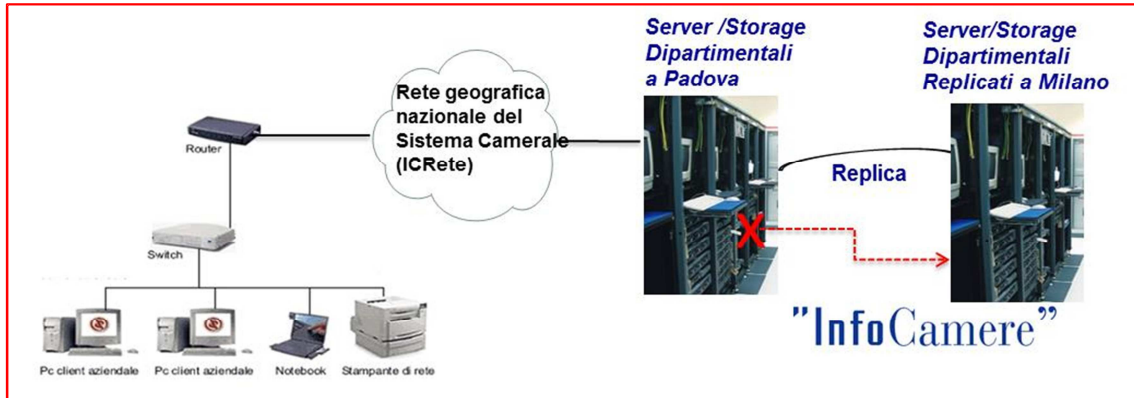 Server /Storage
Dipartimentali
a Padova
Server/Storage
Dipartimentali
Replicati a Milano
Rete geografica
nazionale del
Sistema Camerale
(ICRete)
Router
Replica
X
Switch
"InfoCamere"
Pc client aziendale
Pc client aziendale
Notebook
Stampante di rete